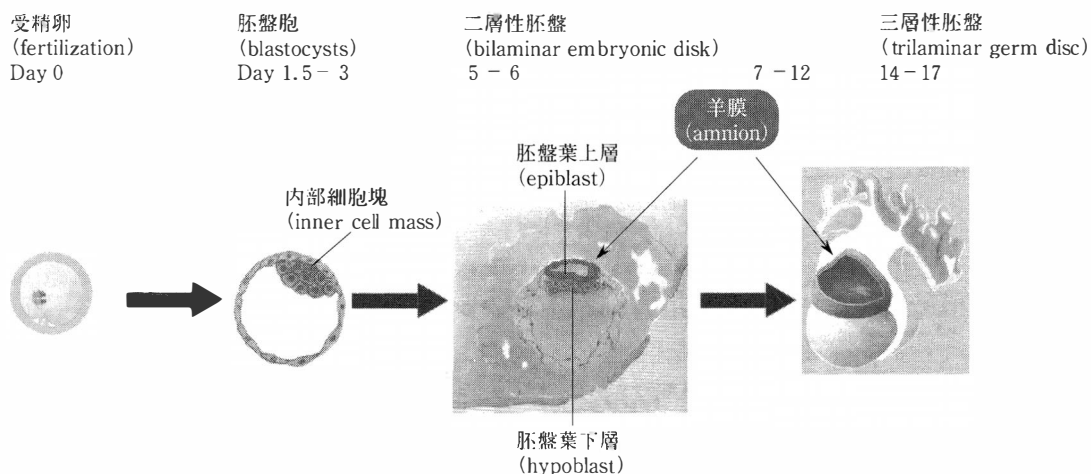 受精卵
(fertilization)
Day 0
胚盤胞
(blastocysts)
Day 1.5 - 3
二層性胚盤
(bilaminar embryonic disk)
5 - 6
7 - 12
三層性胚盤
(trilaminar germ disc)
14 - 17
羊膜
(amnion)
胚盤葉上層
(epiblast)
内部細胞塊
(inner cell mass)
胚盤葉下層
(hypoblast)